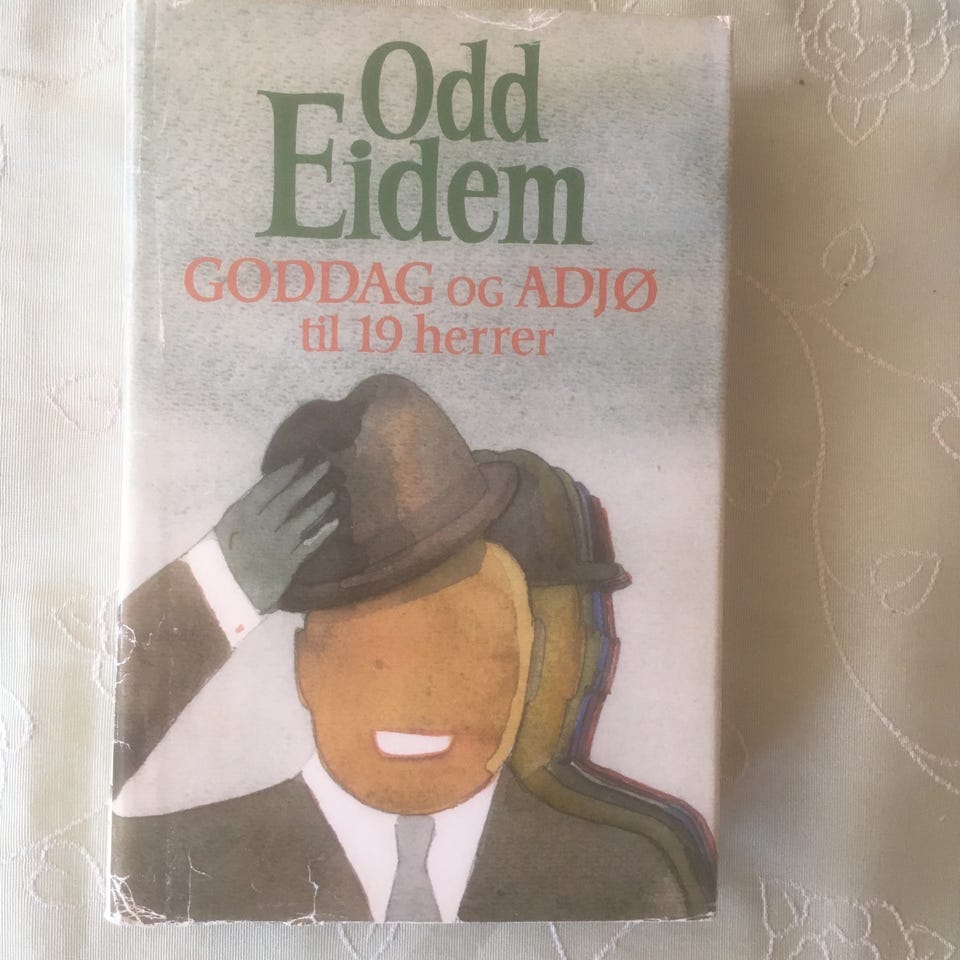 Odd
Eidem
GODDAG OG ADJØ
til 19 herrer